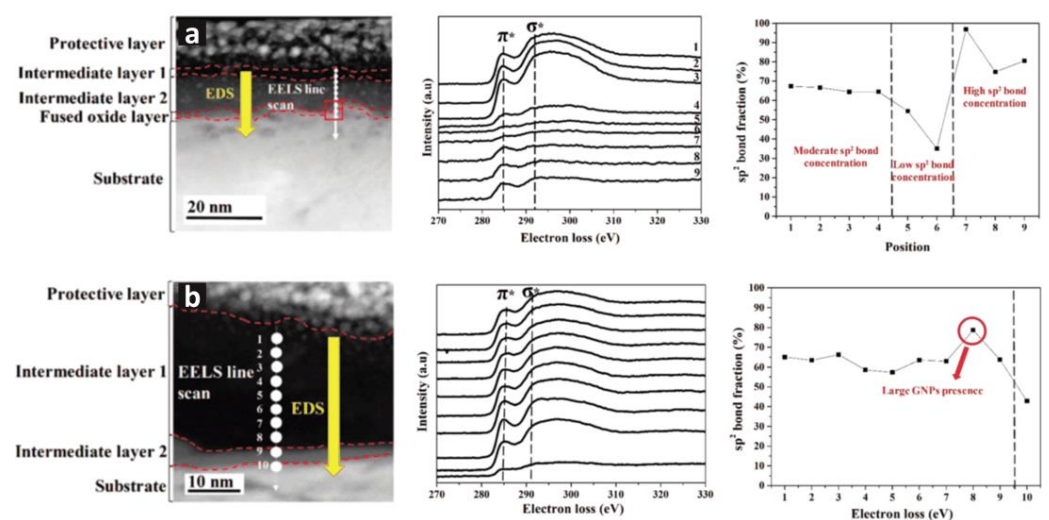 a
Protective layer
Intermediate layer 1
Intermediate layer 2
Fused oxide layer
Substrate
EDS
EELS line
scan
20 nm
π*
σ*
1
2
3
4
5
6
7
8
9
Intensity (a.u)
270 280 290 300 310 320 330
Electron loss (eV)
sp² bond fraction (%)
100
90
80
70
60
50
40
30
20
10
0
Moderate sp² bond
concentration
Low sp² bond
concentration
High sp² bond
concentration
1 2 3 4 5 6 7 8 9
Position
b
Protective layer
Intermediate layer 1
Intermediate layer 2
Substrate
EELS line
scan
EDS
1
2
3
4
5
6
7
8
9
10
10 nm
π*
σ*
Intensity (a.u)
270 280 290 300 310 320 330
Electron loss (eV)
sp² bond fraction (%)
100
90
80
70
60
50
40
30
20
10
0
Large GNPs presence
1 2 3 4 5 6 7 8 9 10
Electron loss (eV)